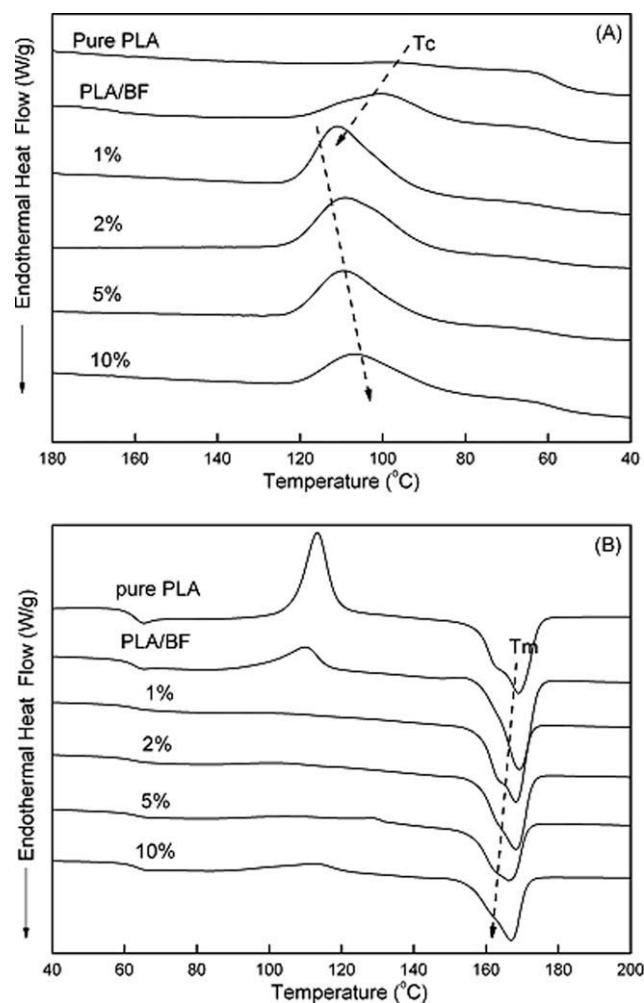 (A)
Pure PLA
Tc
PLA/BF
1%
2%
5%
10%
Endothermal Heat Flow (W/g)
180 160 140 120 100 80 60 40
Temperature (°C)
(B)
pure PLA
PLA/BF
Tm
1%
2%
5%
10%
Endothermal Heat Flow (W/g)
40 60 80 100 120 140 160 180 200
Temperature (°C)